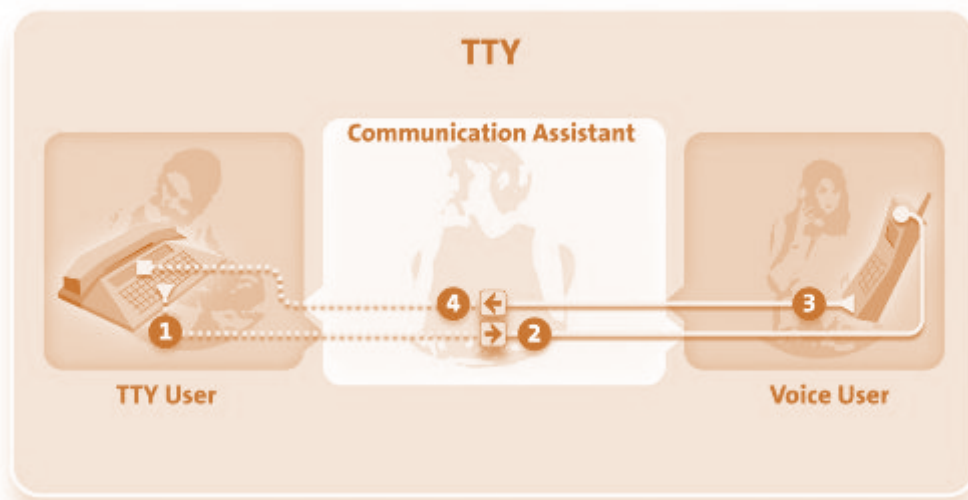 TTY
Communication Assistant
4
3
1
2
TTY User
Voice User